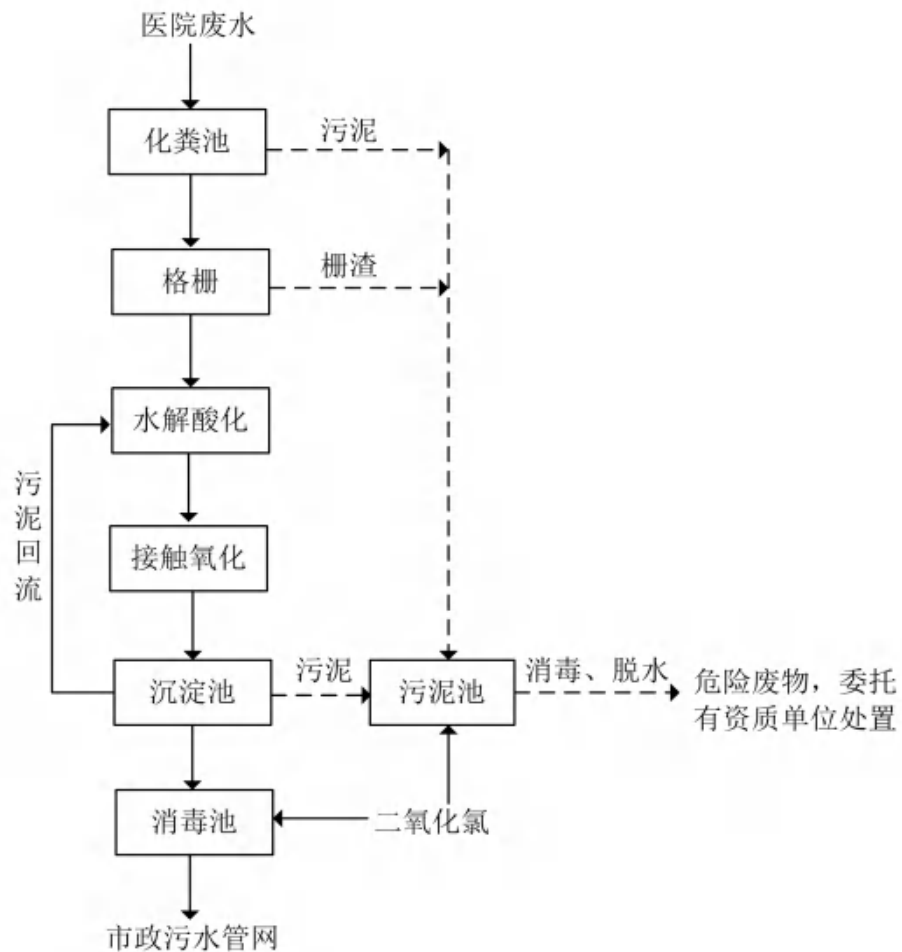 医院废水
化粪池
污泥
格栅
栅渣
水解酸化
污泥回流
接触氧化
沉淀池
污泥
污泥池
消毒、脱水
危险废物，委托
有资质单位处置
消毒池
二氧化氯
市政污水管网